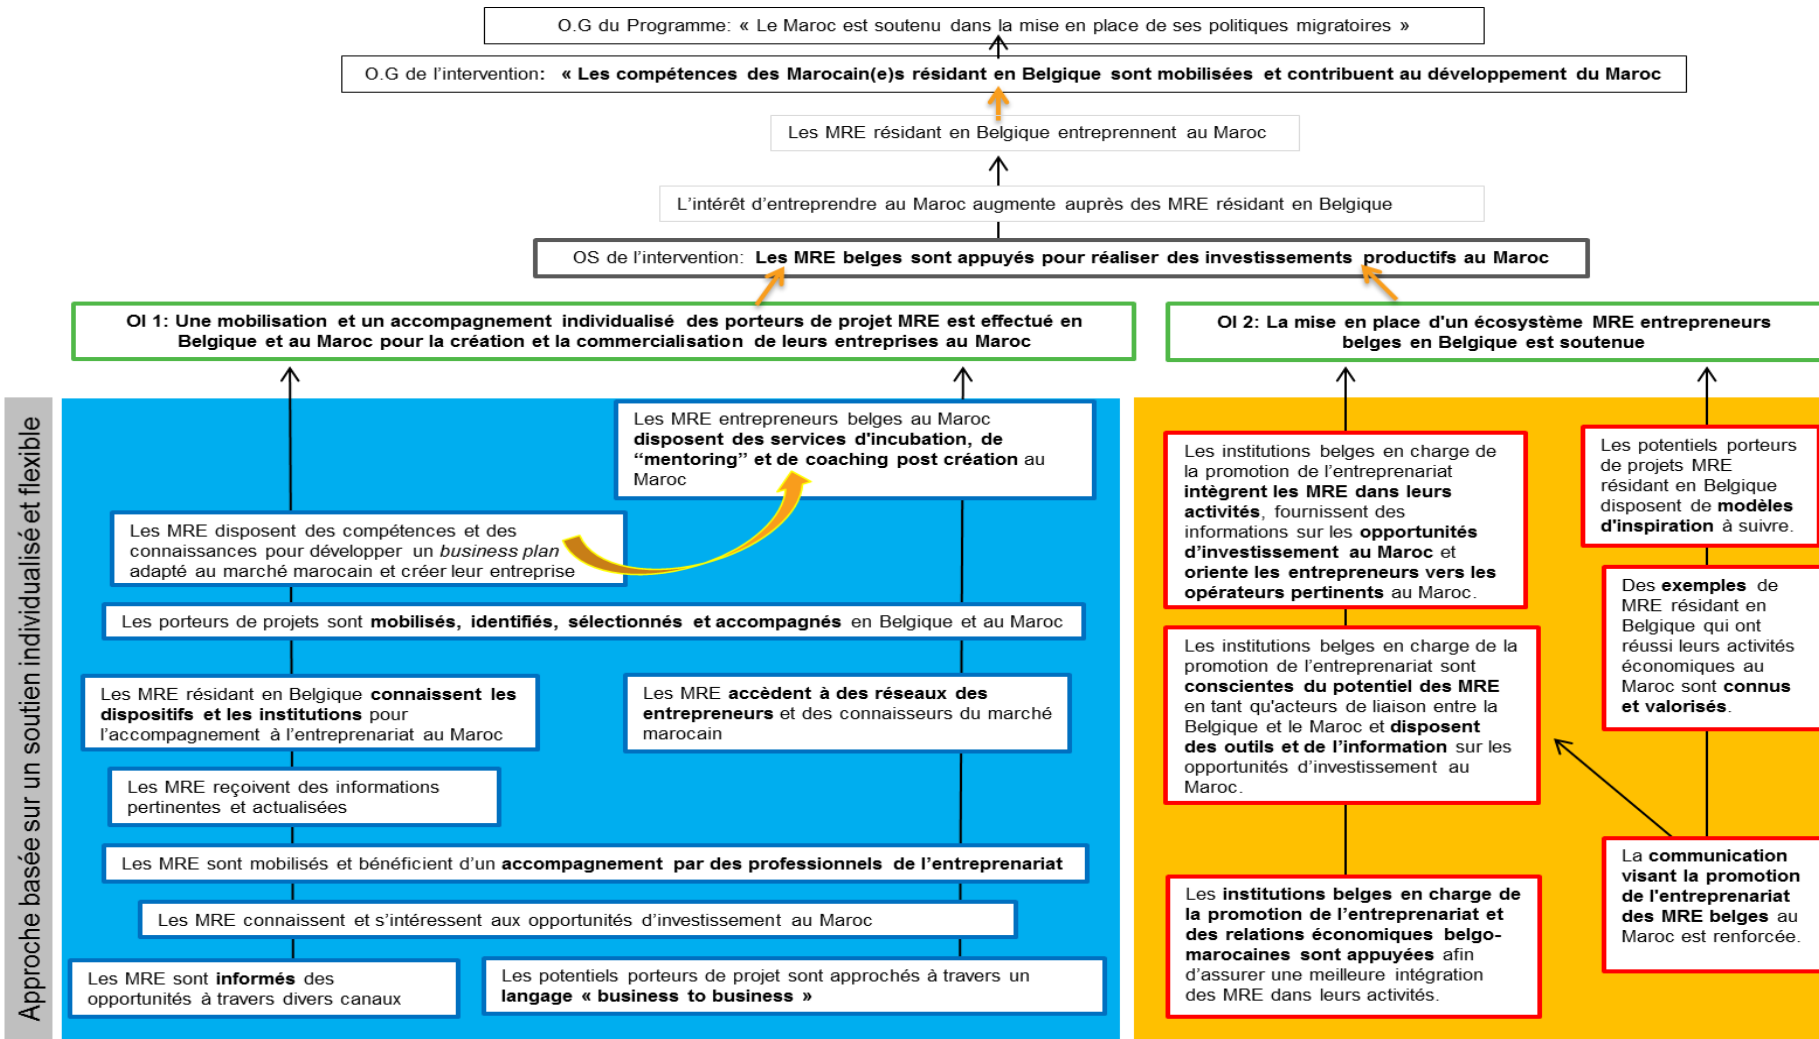 O.G du Programme: « Le Maroc est soutenu dans la mise en place de ses politiques migratoires »
O.G de l'intervention: « Les compétences des Marocain(e)s résidant en Belgique sont mobilisées et contribuent au développement du Maroc
Les MRE résidant en Belgique entreprennent au Maroc
L'intérêt d'entreprendre au Maroc augmente auprès des MRE résidant en Belgique
OS de l'intervention: Les MRE belges sont appuyés pour réaliser des investissements productifs au Maroc
OI 1: Une mobilisation et un accompagnement individualisé des porteurs de projet MRE est effectué en
Belgique et au Maroc pour la création et la commercialisation de leurs entreprises au Maroc
OI 2: La mise en place d'un écosystème MRE entrepreneurs
belges en Belgique est soutenue
Approche basée sur un soutien individualisé et flexible
Les MRE entrepreneurs belges au Maroc
disposent des services d'incubation, de
“mentoring” et de coaching post création au
Maroc
Les MRE disposent des compétences et des
connaissances pour développer un business plan
adapté au marché marocain et créer leur entreprise
Les porteurs de projets sont mobilisés, identifiés, sélectionnés et accompagnés en Belgique et au Maroc
Les MRE résidant en Belgique connaissent les
dispositifs et les institutions pour
l'accompagnement à l'entreprenariat au Maroc
Les MRE accèdent à des réseaux des
entrepreneurs et des connaisseurs du marché
marocain
Les MRE reçoivent des informations
pertinentes et actualisées
Les MRE sont mobilisés et bénéficient d'un accompagnement par des professionnels de l'entreprenariat
Les MRE connaissent et s'intéressent aux opportunités d'investissement au Maroc
Les MRE sont informés des
opportunités à travers divers canaux
Les potentiels porteurs de projet sont approchés à travers un
langage « business to business »
Les institutions belges en charge de
la promotion de l'entreprenariat
intègrent les MRE dans leurs
activités, fournissent des
informations sur les opportunités
d'investissement au Maroc et
oriente les entrepreneurs vers les
opérateurs pertinents au Maroc.
Les institutions belges en charge de la
promotion de l'entreprenariat sont
conscientes du potentiel des MRE
en tant qu'acteurs de liaison entre la
Belgique et le Maroc et disposent
des outils et de l'information sur les
opportunités d'investissement au
Maroc.
Les institutions belges en charge de
la promotion de l'entreprenariat et
des relations économiques belgo-
marocaines sont appuyées afin
d'assurer une meilleure intégration
des MRE dans leurs activités.
Les potentiels porteurs
de projets MRE
résidant en Belgique
disposent de modèles
d'inspiration à suivre.
Des exemples de
MRE résidant en
Belgique qui ont
réussi leurs activités
économiques au
Maroc sont connus
et valorisés.
La communication
visant la promotion
de l'entreprenariat
des MRE belges au
Maroc est renforcée.